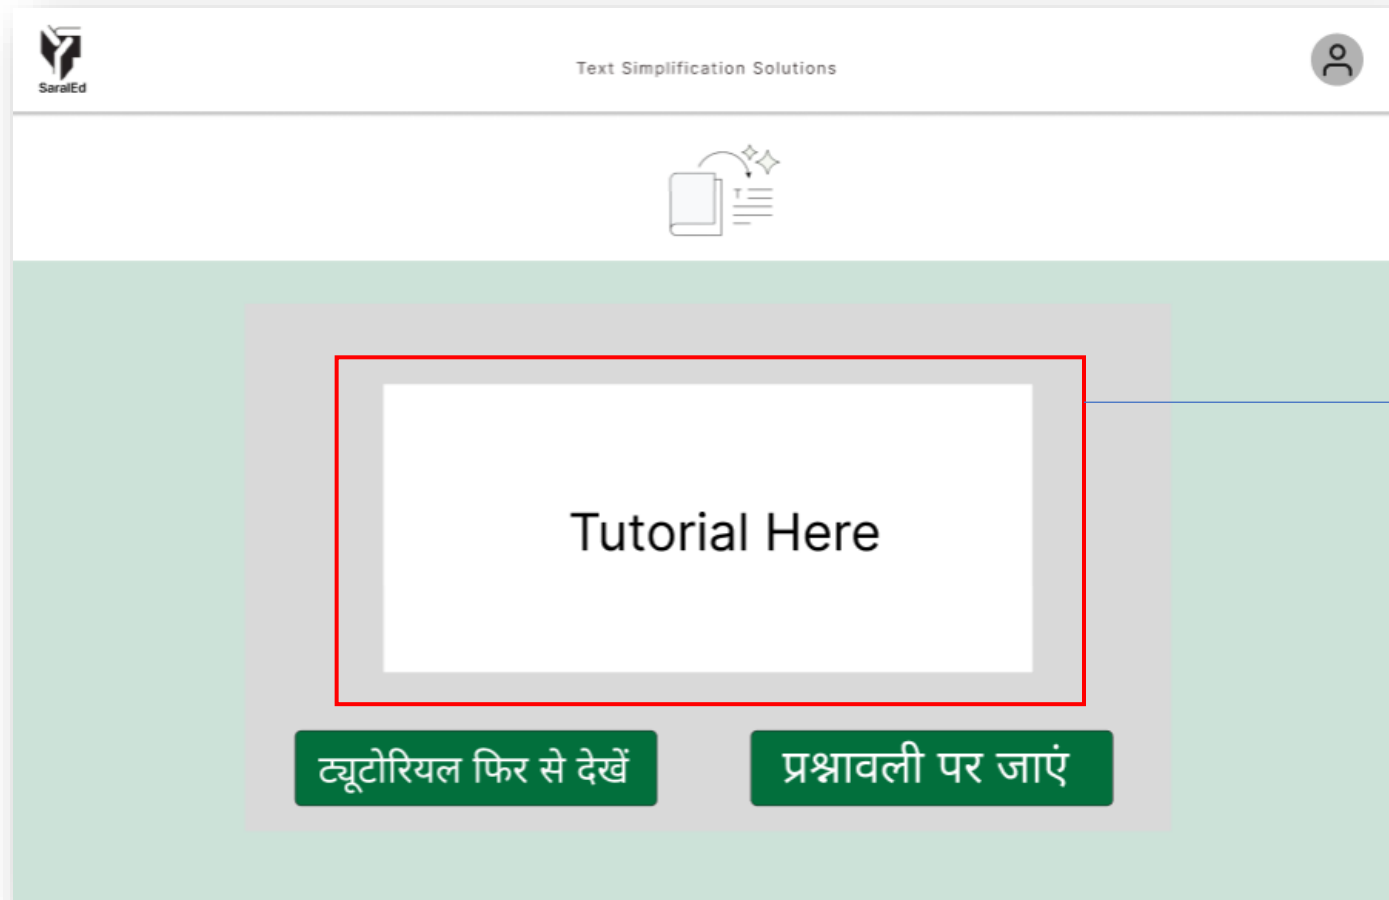 SaralEd
Text Simplification Solutions
T
Tutorial Here
ट्यूटोरियल फिर से देखें
प्रश्नावली पर जाएं